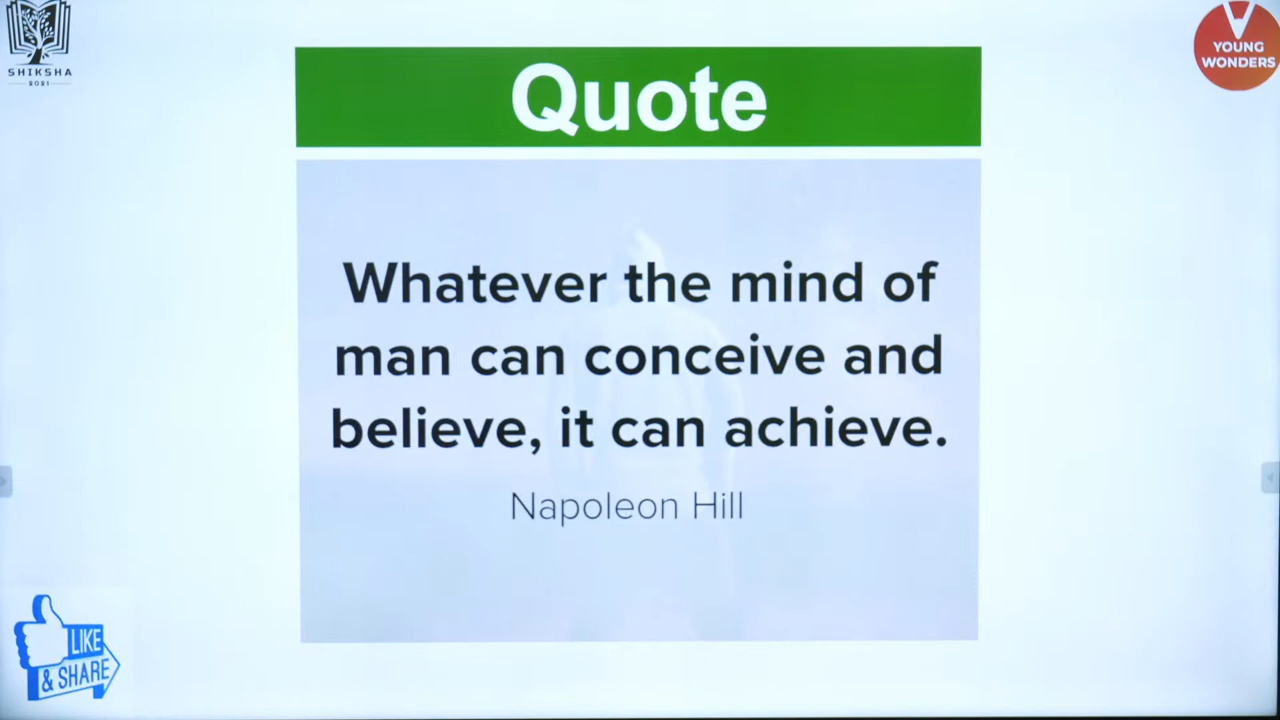 SHIKSHA
2021
YOUNG
WONDERS
Quote
Whatever the mind of
man can conceive and
believe, it can achieve.
Napoleon Hill
LIKE
& SHARE